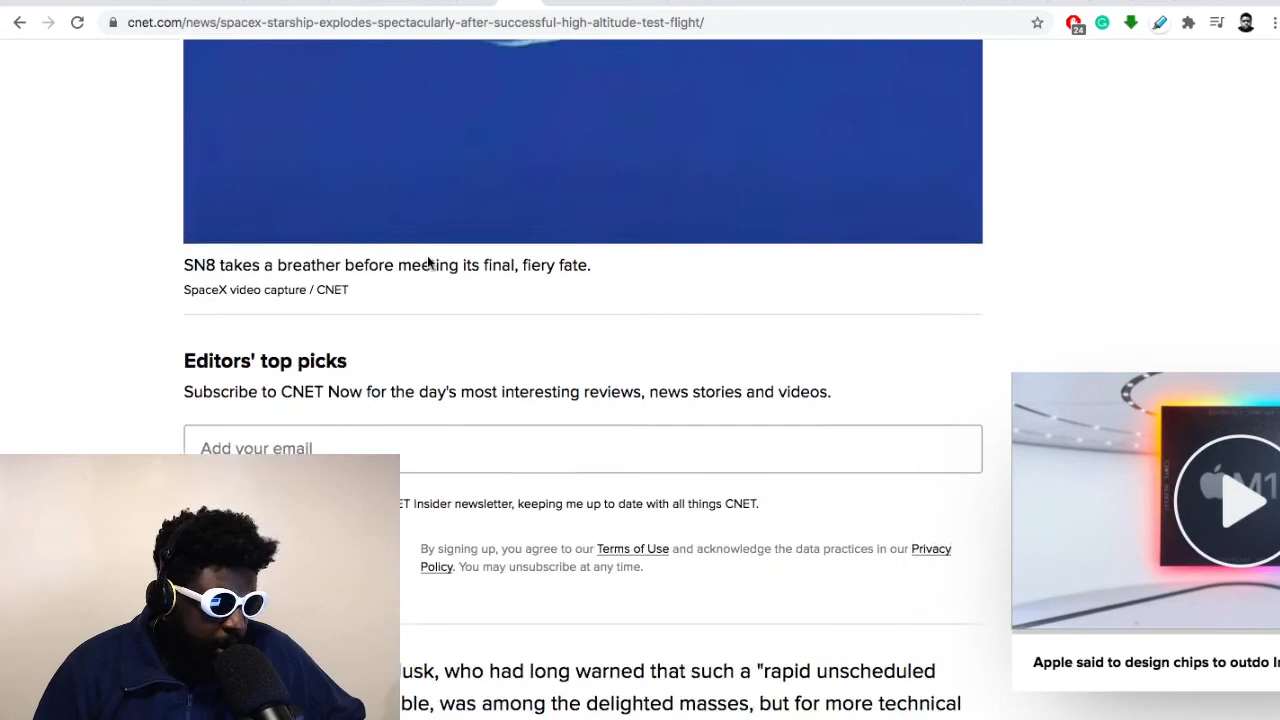 cnet.com/news/spacex-starship-explodes-spectacularly-after-successful-high-altitude-test-flight/
24
SN8 takes a breather before meeting its final, fiery fate.
SpaceX video capture / CNET
Editors' top picks
Subscribe to CNET Now for the day's most interesting reviews, news stories and videos.
Add your email
ET Insider newsletter, keeping me up to date with all things CNET.
By signing up, you agree to our Terms of Use and acknowledge the data practices in our Privacy
Policy. You may unsubscribe at any time.
M1
Apple said to design chips to outdo In
usk, who had long warned that such a "rapid unscheduled
ble, was among the delighted masses, but for more technical